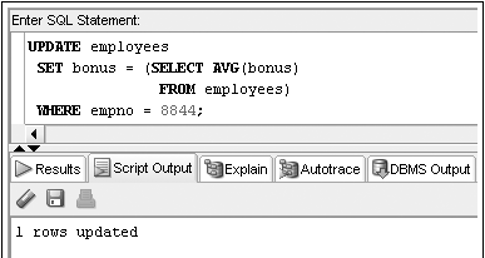 Enter SQL Statement:
UPDATE employees
SET bonus = (SELECT AVG(bonus)
FROM employees)
WHERE empno = 8844;
Results Script Output Explain Autotrace DBMS Output
1 rows updated